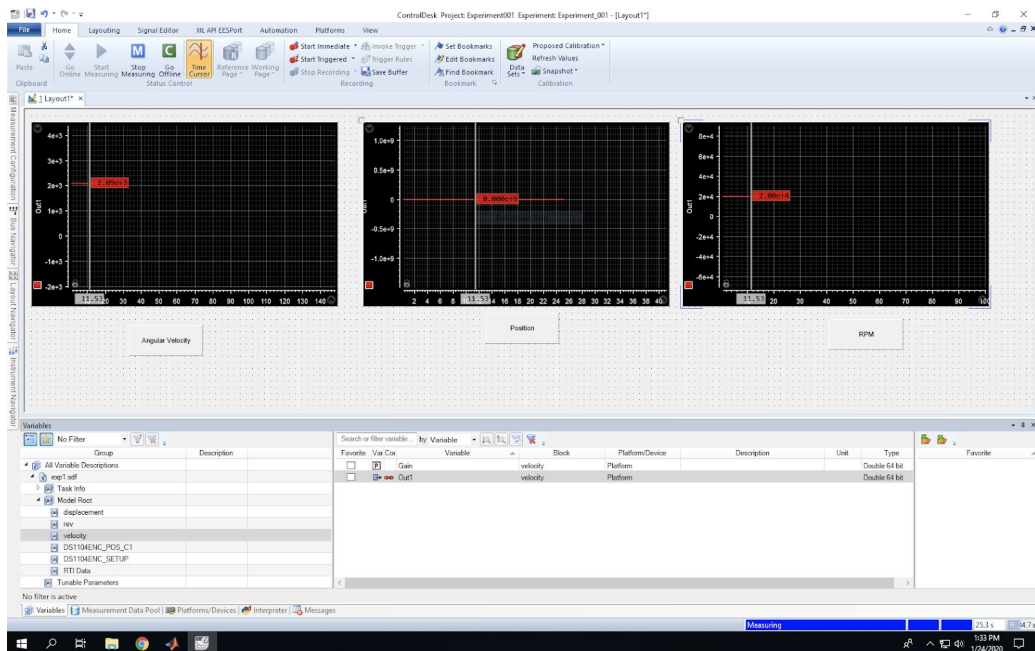 ControlDesk Project: Experiment001 Experiment: Experiment_001 - [Layout1*]
File Home Layouting Signal Editor XIL API EESPort Automation Platforms View
Paste
Go Online
Start Measuring
Stop Measuring
Go Offline
Time Cursor
Reference Page
Working Page
Start Immediate
Start Triggered
Stop Recording
Invoke Trigger
Trigger Rules
Save Buffer
Set Bookmarks
Edit Bookmarks
Find Bookmark
Data Sets
Proposed Calibration
Refresh Values
Snapshot
Clipboard Status Control Recording Bookmark Calibration
1 Layout1*
Measurement Configuration
Bus Navigator
Layout Navigator
Instrument Navigator
4e+3
3e+3
2e+3
1e+3
0
-1e+3
-2e+3
Out1
2.09e+3
11.53 20 30 40 50 60 70 80 90 100 110 120 130 140
Angular Velocity
1.0e+9
0.5e+9
0
-0.5e+9
-1.0e+9
Out1
0.000e+9
2 4 6 8 11.53 14 16 18 20 22 24 26 28 30 32 34 36 38 40
Position
8e+4
6e+4
4e+4
2e+4
0
-2e+4
-4e+4
-6e+4
Out1
2.00e+4
11.53 20 30 40 50 60 70 80 90 100
RPM
Variables
No Filter
Group Description
All Variable Descriptions
exp1.sdf
Task Info
Model Root
displacement
rev
velocity
DS1104ENC_POS_C1
DS1104ENC_SETUP
RTI Data
Tunable Parameters
Search or filter variable... by Variable
Favorite Var Con Variable Block Platform/Device Description Unit Type
P Gain velocity Platform Double 64 bit
Out1 velocity Platform Double 64 bit
Favorite
No filter is active
Variables Measurement Data Pool Platforms/Devices Interpreter Messages
Measuring 25.3 s
1:33 PM
1/24/2020